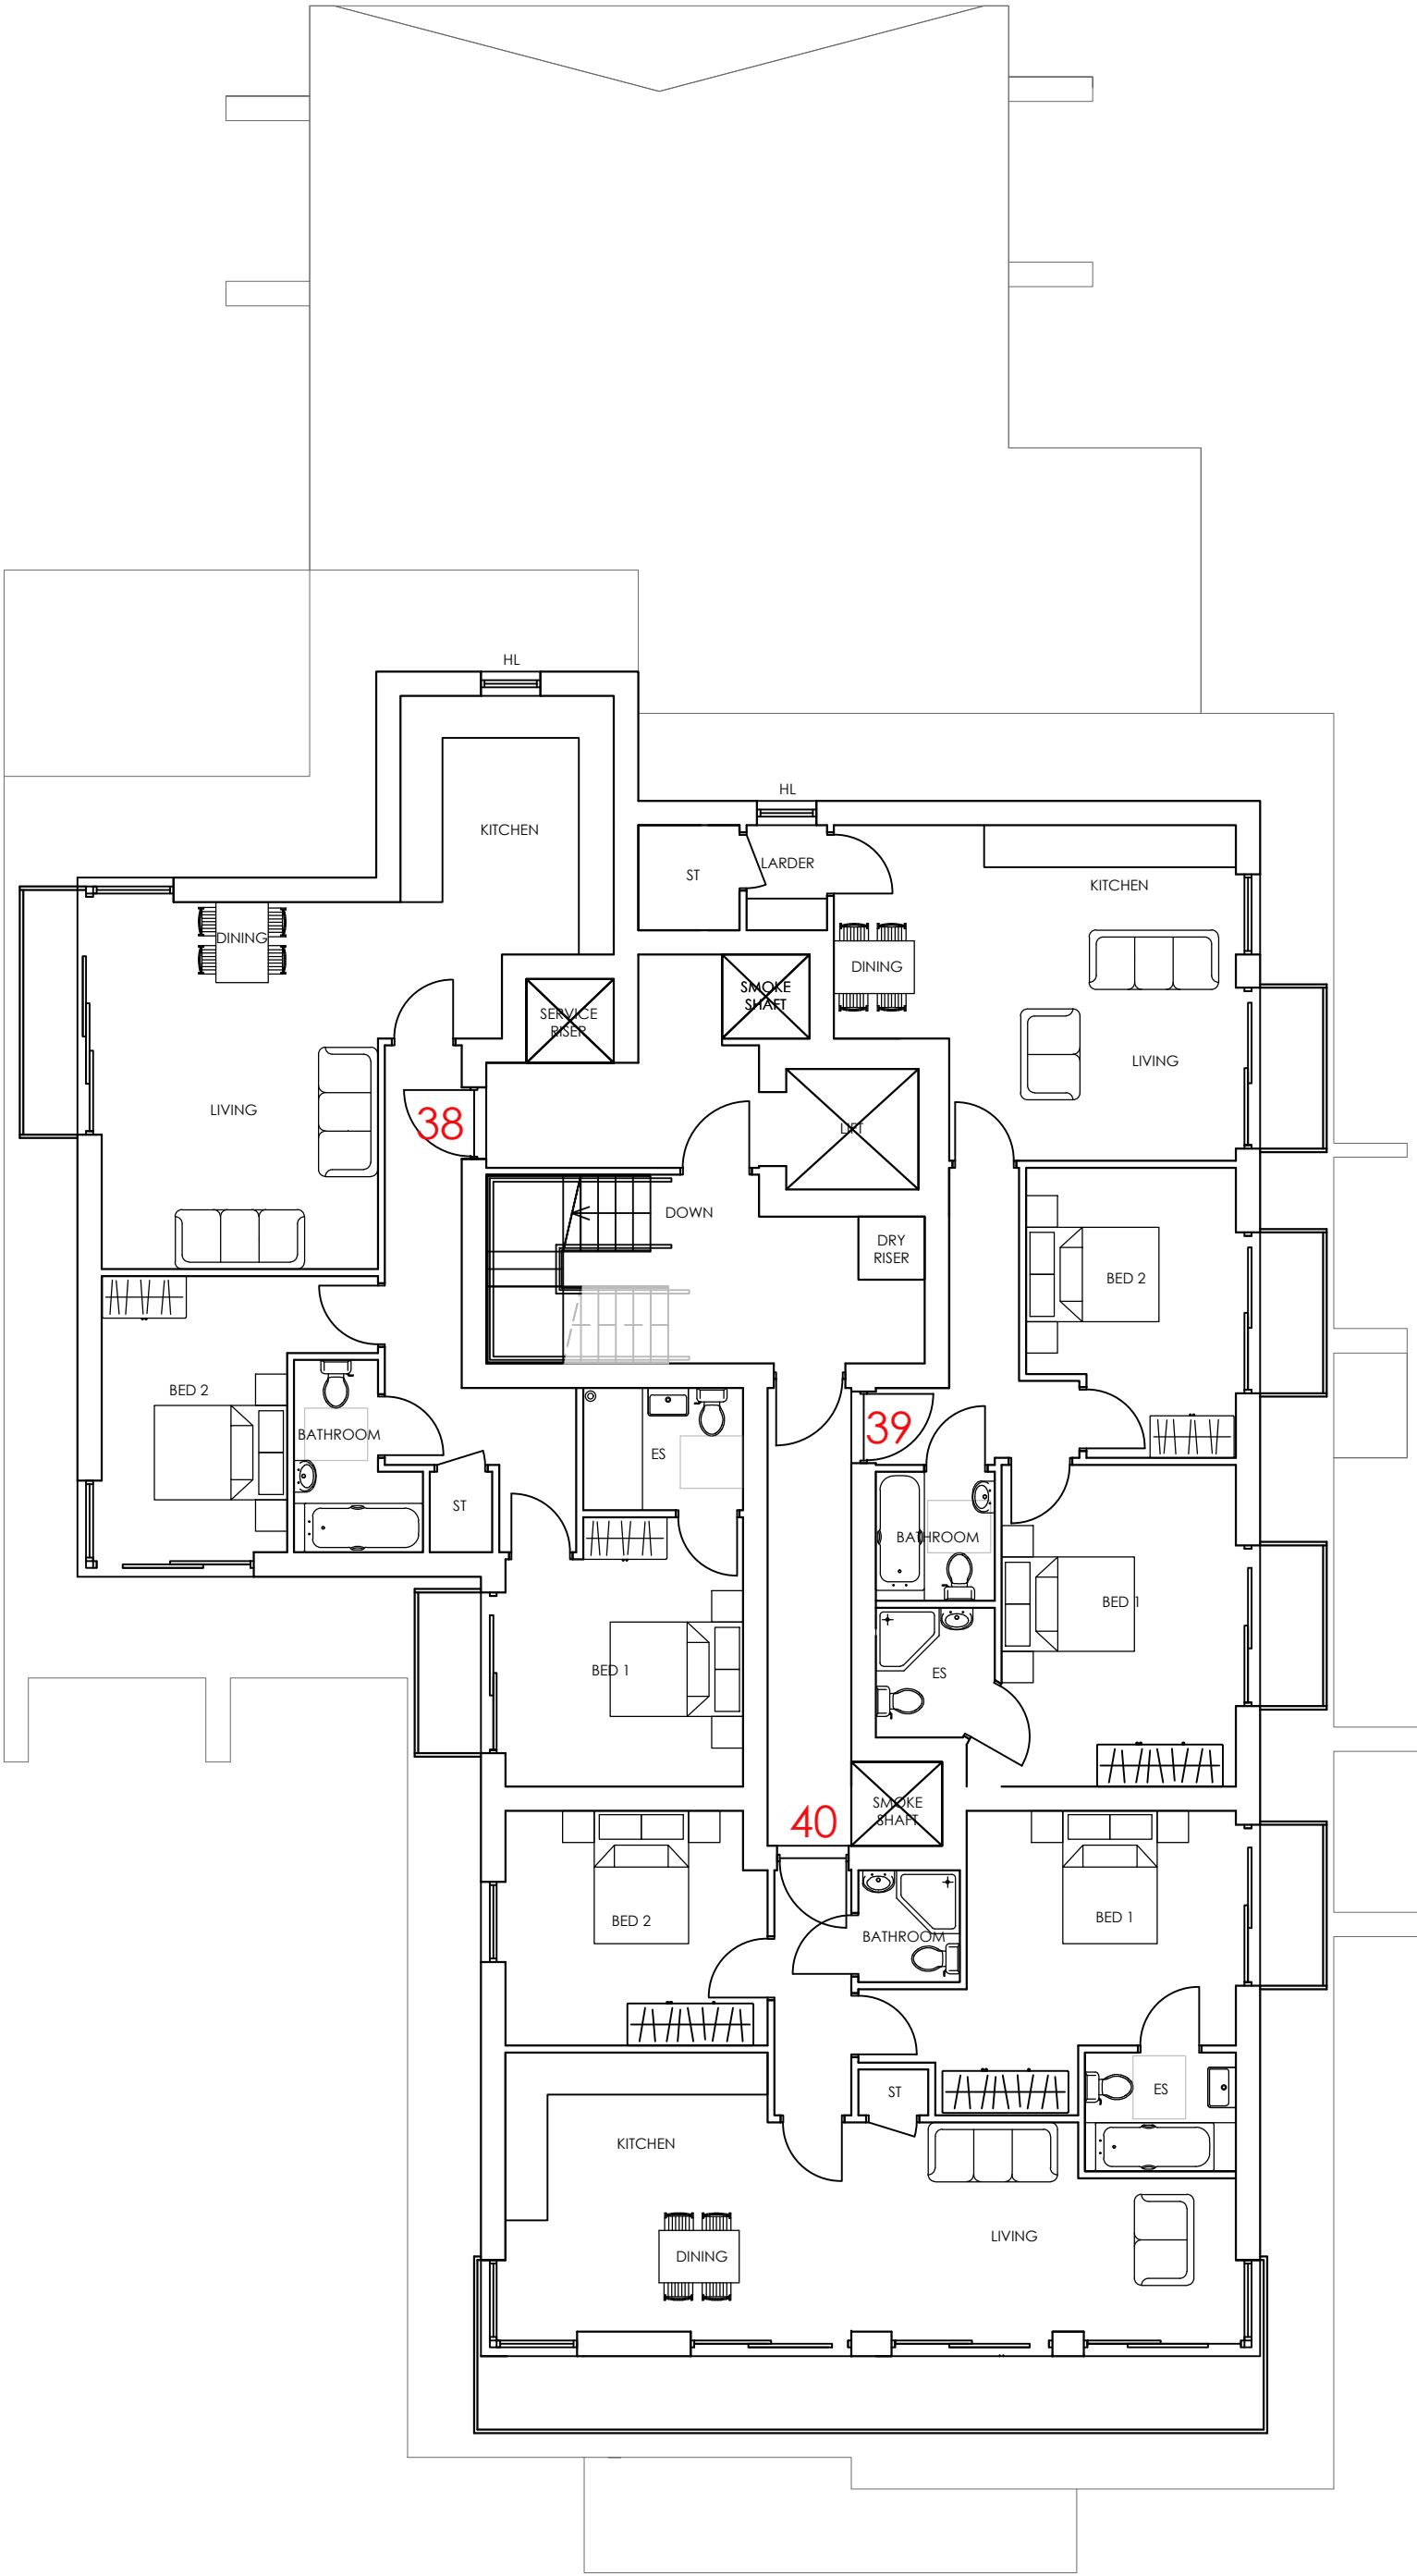 HL
KITCHEN
HL
ST
LARDER
KITCHEN
DINING
DINING
SMOKE
SHAFT
SERVICE
RISER
LIVING
LIVING
38
LIFT
DOWN
DRY
RISER
BED 2
BED 2
BATHROOM
39
ES
ST
BATHROOM
BED 1
BED 1
ES
SMOKE
SHAFT
40
BED 2
BED 1
BATHROOM
ST
ES
KITCHEN
LIVING
DINING